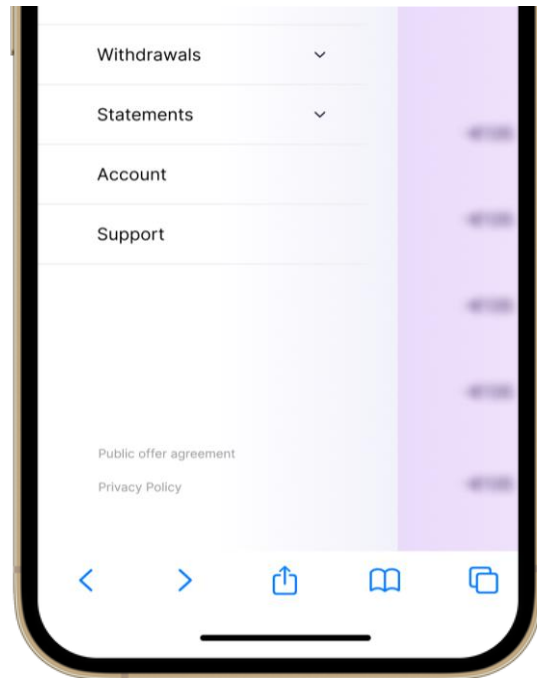 Withdrawals
Statements
Account
Support
Public offer agreement
Privacy Policy